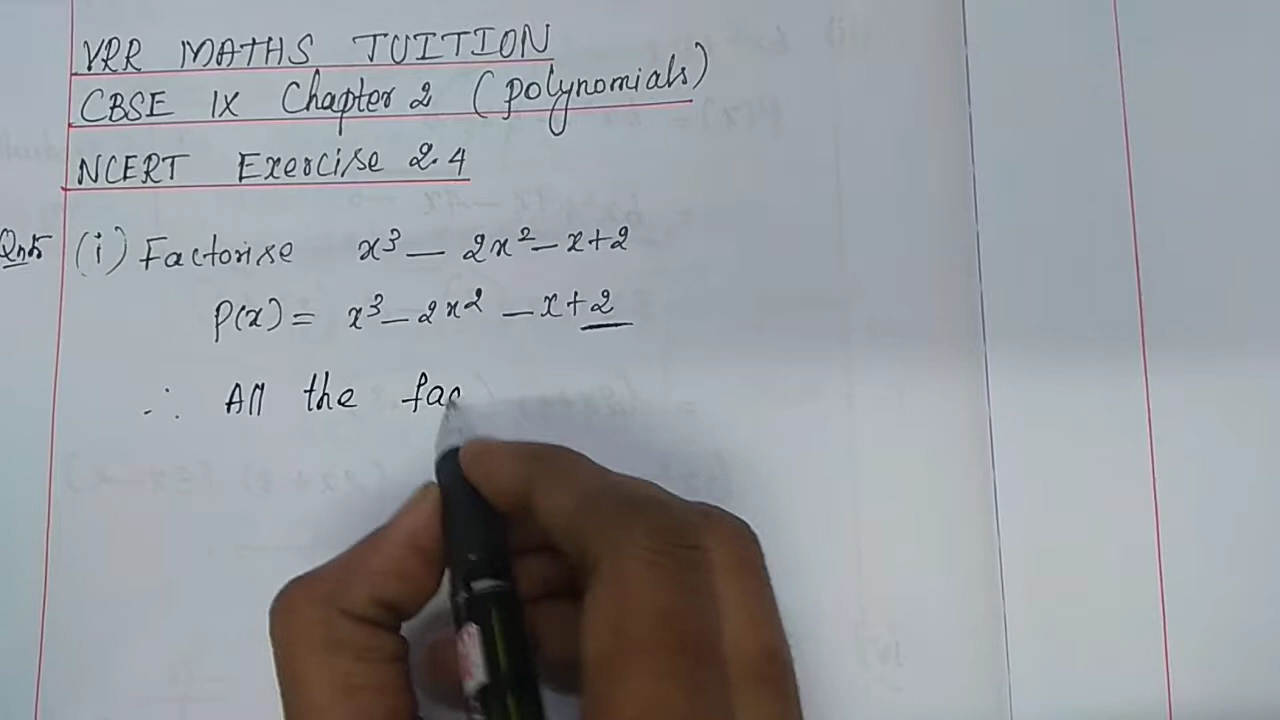 VRR MATHS TUITION
CBSE IX Chapter 2 (Polynomials)
NCERT Exercise 2.4
Qn5 (i) Factorise x³ — 2x² — x + 2
P(x) = x³ — 2x² — x + 2
∴ All the fac